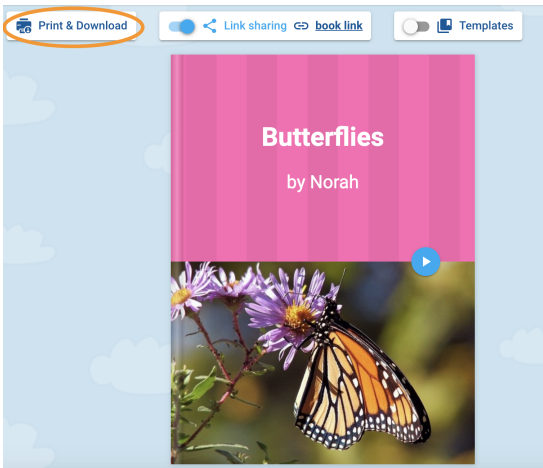 Print & Download
Link sharing book link
Templates
Butterflies
by Norah